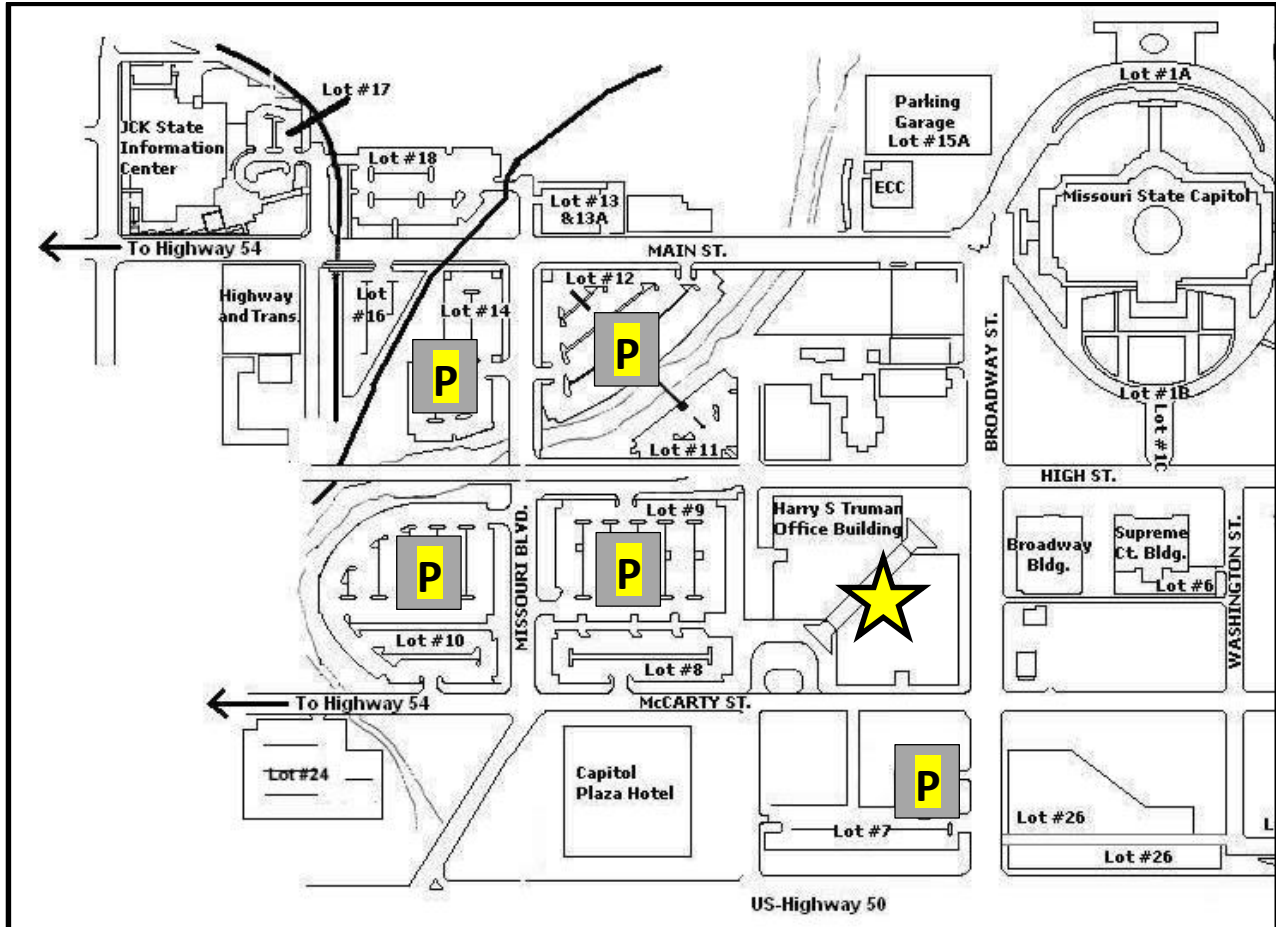 Lot #1A
Lot #17
Parking
Garage
Lot #15A
JCK State
Information
Center
Lot #18
ECC
Lot #13
&13A
Missouri State Capitol
To Highway 54
MAIN ST.
Lot #12
Highway
and Trans.
Lot
#16
Lot
#14
P
P
BROADWAY ST.
Lot #1B
Lot #1C
Lot #11
HIGH ST.
Lot #9
Harry S Truman
Office Building
MISSOURI BLVD.
P
P
Broadway
Bldg.
Supreme
Ct. Bldg.
Lot #6
WASHINGTON ST.
Lot #10
Lot #8
To Highway 54
McCARTY ST.
Lot #24
Capitol
Plaza Hotel
P
Lot #7
Lot #26
Lot #26
L
US-Highway 50